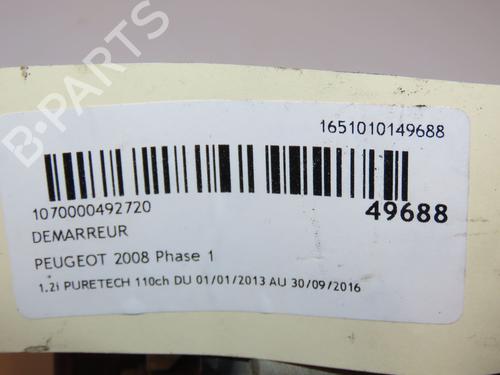 B-PARTS
1651010149688
1070000492720
49688
DEMARREUR
PEUGEOT 2008 Phase 1
1.2i PURETECH 110ch DU 01/01/2013 AU 30/09/2016